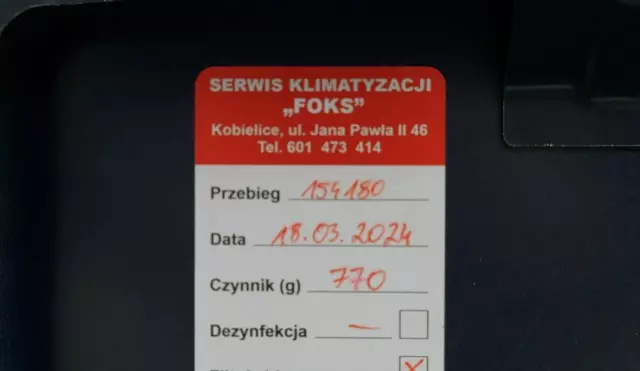 SERWIS KLIMATYZACJI
„FOKS”
Kobielice, ul. Jana Pawła II 46
Tel. 601 473 414
Przebieg 154180
Data 18.03.2024
Czynnik (g) 770
Dezynfekcja —